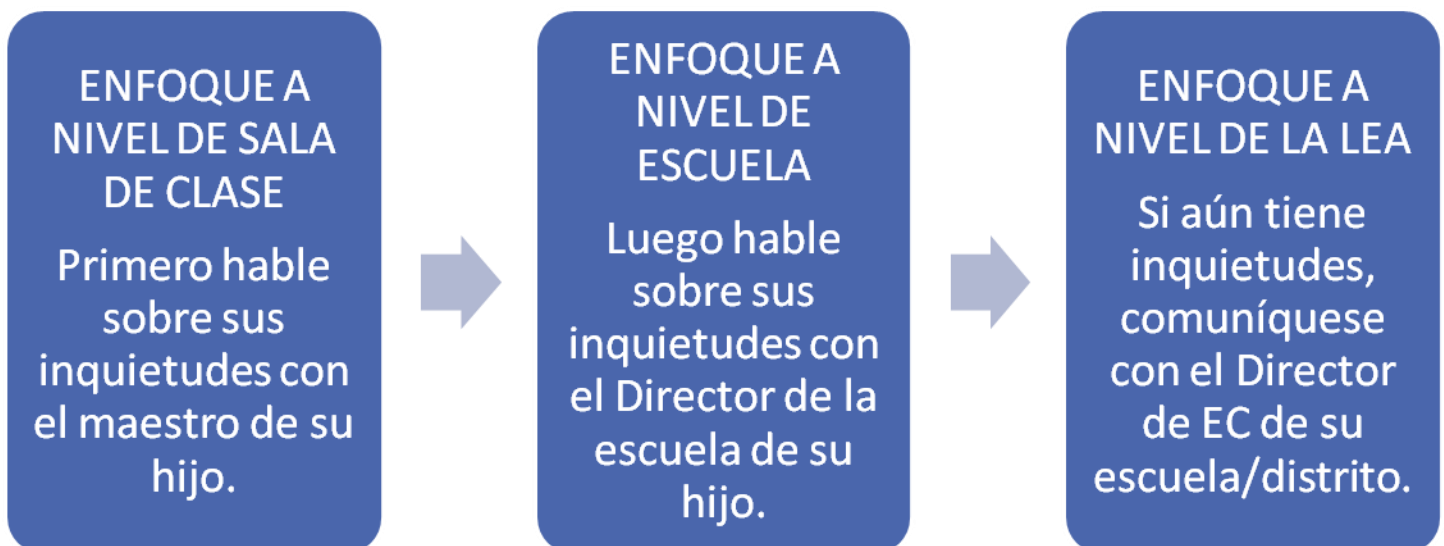 ENFOQUE A
NIVEL DE SALA
DE CLASE
Primero hable
sobre sus
inquietudes con
el maestro de su
hijo.
ENFOQUE A
NIVEL DE
ESCUELA
Luego hable
sobre sus
inquietudes con
el Director de la
escuela de su
hijo.
ENFOQUE A
NIVEL DE LA LEA
Si aún tiene
inquietudes,
comuníquese
con el Director
de EC de su
escuela/distrito.